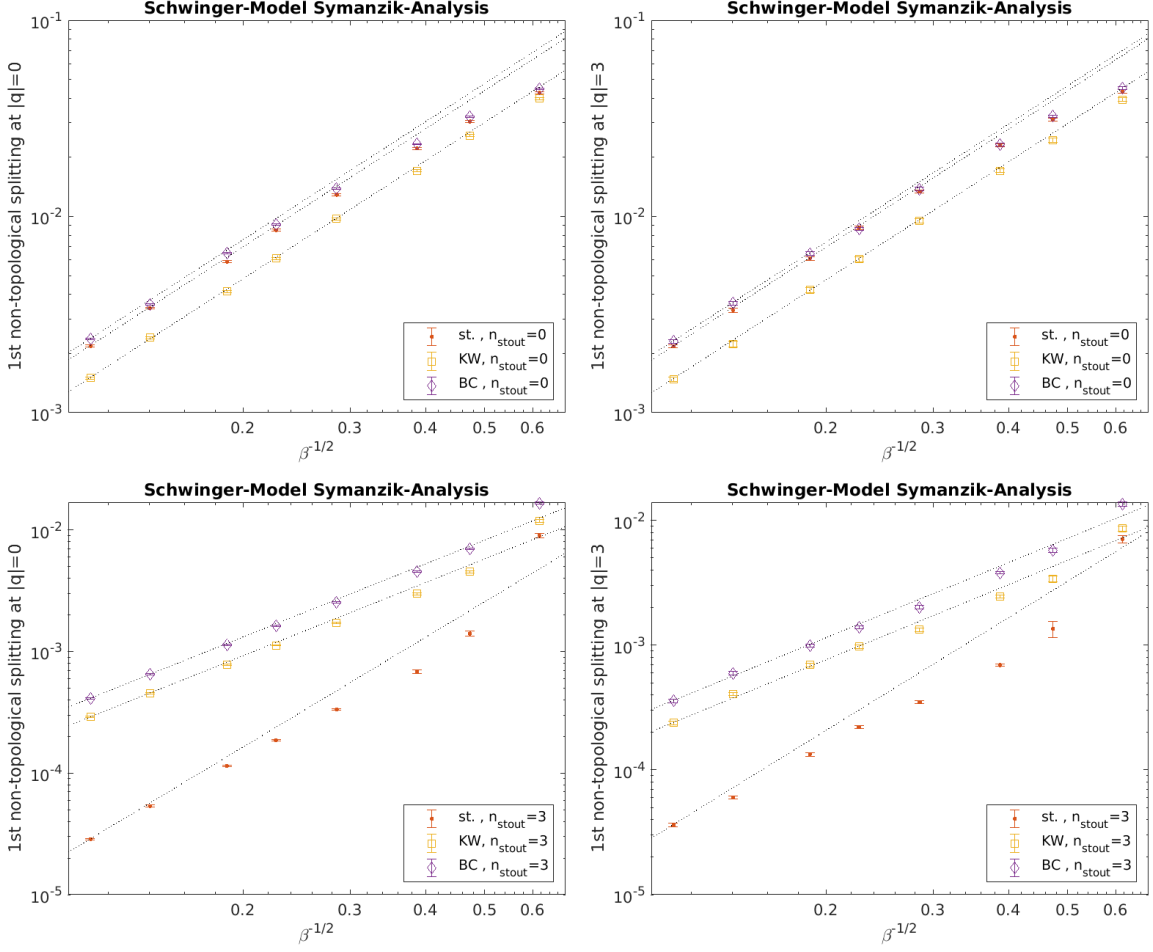 Schwinger-Model Symanzik-Analysis
1st non-topological splitting at |q|=0
10^-1
10^-2
10^-3
0.2
0.3
0.4
0.5
0.6
β^-1/2
st. , n_stout=0
KW, n_stout=0
BC , n_stout=0
Schwinger-Model Symanzik-Analysis
1st non-topological splitting at |q|=3
10^-1
10^-2
10^-3
0.2
0.3
0.4
0.5
0.6
β^-1/2
st. , n_stout=0
KW, n_stout=0
BC , n_stout=0
Schwinger-Model Symanzik-Analysis
1st non-topological splitting at |q|=0
10^-2
10^-3
10^-4
10^-5
0.2
0.3
0.4
0.5
0.6
β^-1/2
st. , n_stout=3
KW, n_stout=3
BC , n_stout=3
Schwinger-Model Symanzik-Analysis
1st non-topological splitting at |q|=3
10^-2
10^-3
10^-4
10^-5
0.2
0.3
0.4
0.5
0.6
β^-1/2
st. , n_stout=3
KW, n_stout=3
BC , n_stout=3